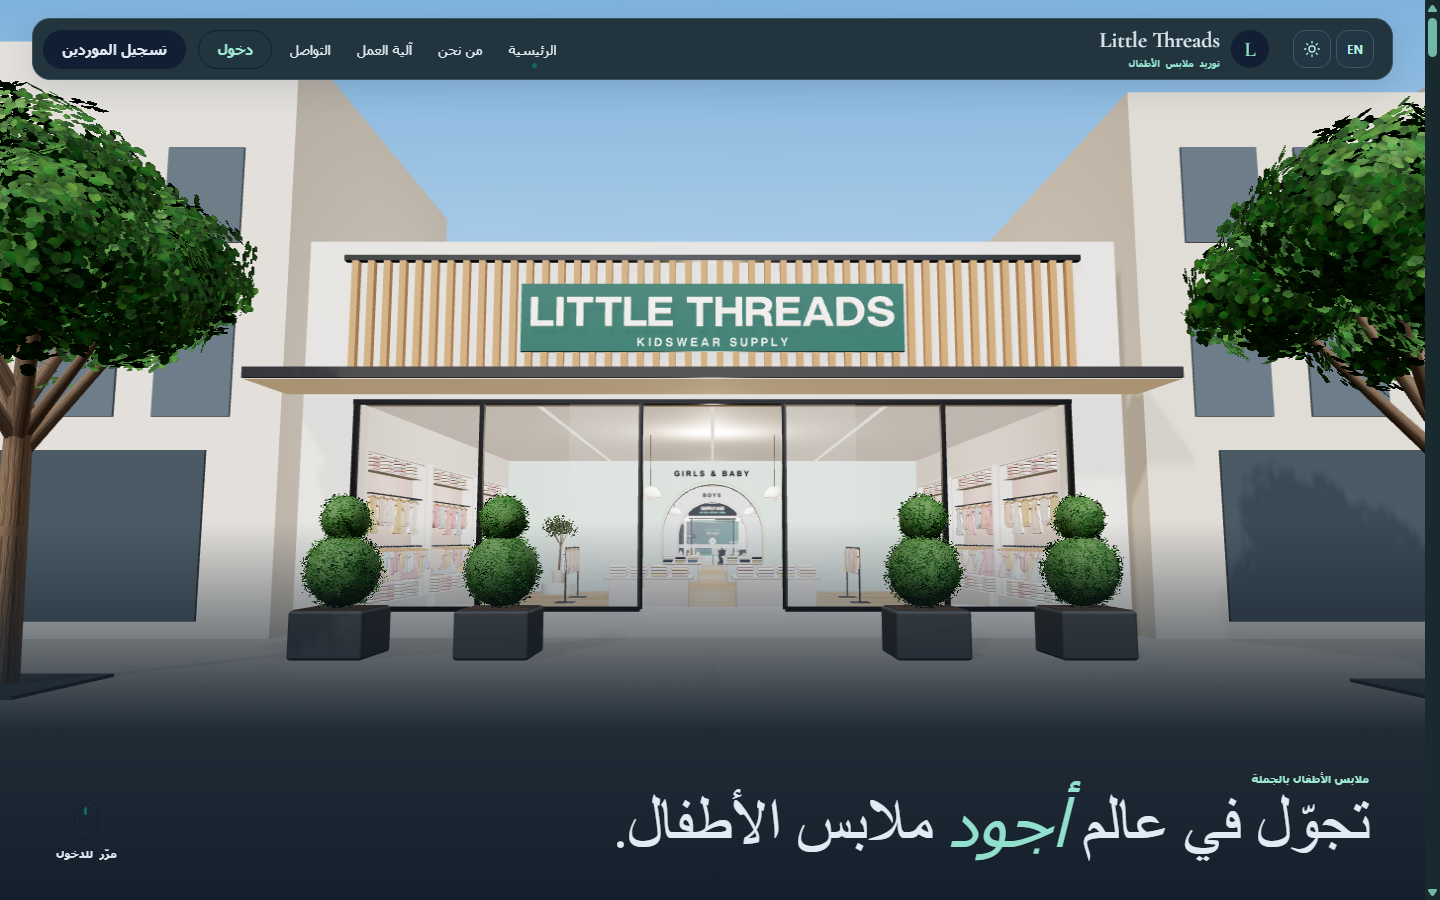 EN
Little Threads
توريد ملابس الأطفال
L
الرئيسية
من نحن
آلية العمل
التواصل
دخول
تسجيل الموردين
LITTLE THREADS
KIDSWEAR SUPPLY
GIRLS & BABY
BOYS
ملابس الأطفال بالجملة
تجوّل في عالم أجود ملابس الأطفال.
مرّر للدخول